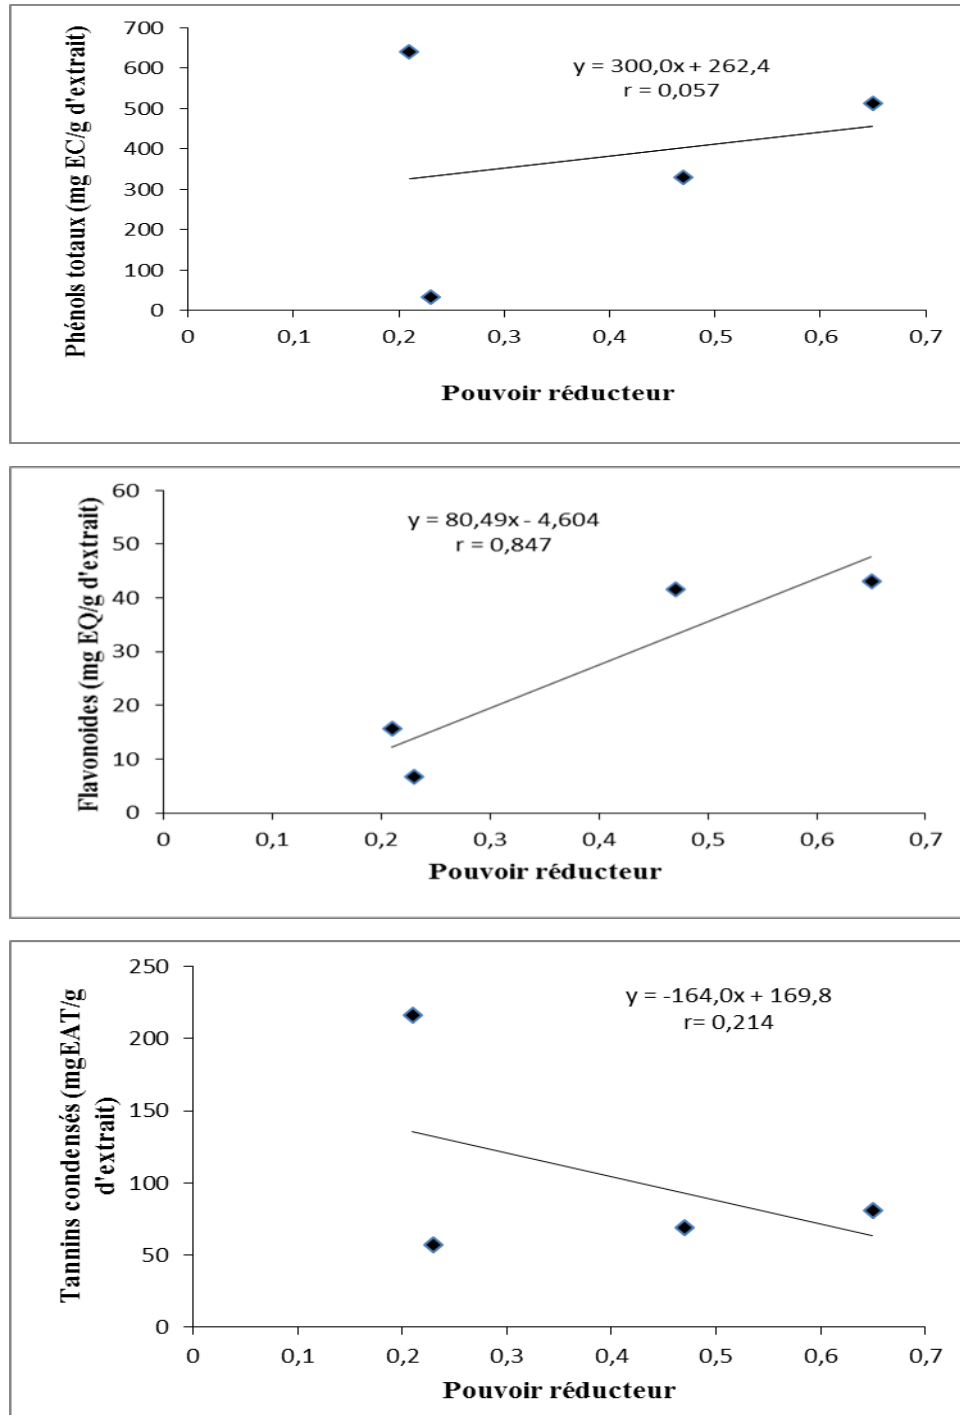 Phénols totaux (mg EC/g d'extrait)
700
600
500
400
300
200
100
0
y = 300,0x + 262,4
r = 0,057
0 0,1 0,2 0,3 0,4 0,5 0,6 0,7
Pouvoir réducteur
Flavonoides (mg EQ/g d'extrait)
60
50
40
30
20
10
0
y = 80,49x - 4,604
r = 0,847
0 0,1 0,2 0,3 0,4 0,5 0,6 0,7
Pouvoir réducteur
Tannins condensés (mgEAT/g
d'extrait)
250
200
150
100
50
0
y = -164,0x + 169,8
r= 0,214
0 0,1 0,2 0,3 0,4 0,5 0,6 0,7
Pouvoir réducteur